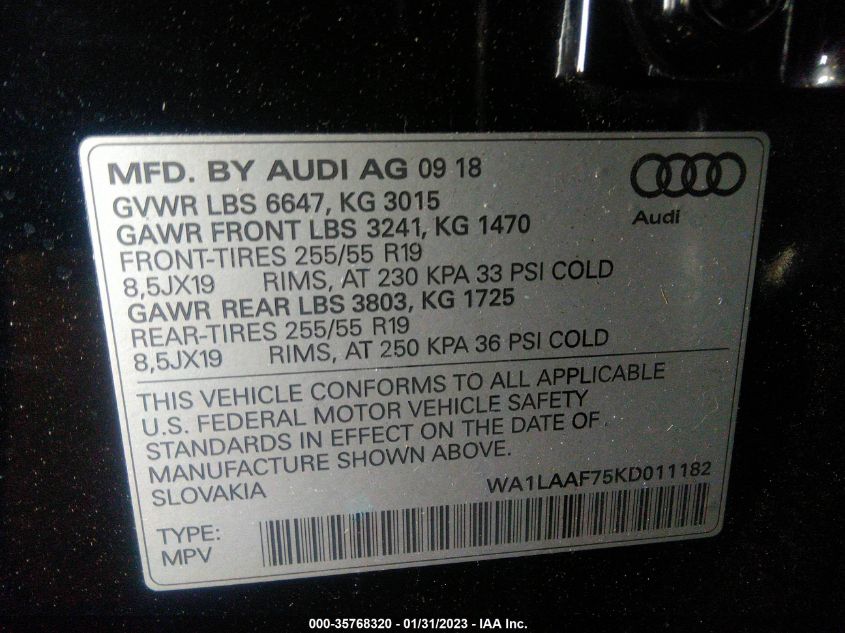 MFD. BY AUDI AG 09 18
Audi
GVWR LBS 6647, KG 3015
GAWR FRONT LBS 3241, KG 1470
FRONT-TIRES 255/55 R19
8,5JX19 RIMS, AT 230 KPA 33 PSI COLD
GAWR REAR LBS 3803, KG 1725
REAR-TIRES 255/55 R19
8,5JX19 RIMS, AT 250 KPA 36 PSI COLD
THIS VEHICLE CONFORMS TO ALL APPLICABLE
U.S. FEDERAL MOTOR VEHICLE SAFETY
STANDARDS IN EFFECT ON THE DATE OF
MANUFACTURE SHOWN ABOVE.
SLOVAKIA WA1LAAF75KD011182
TYPE:
MPV
000-35768320 - 01/31/2023 - IAA Inc.